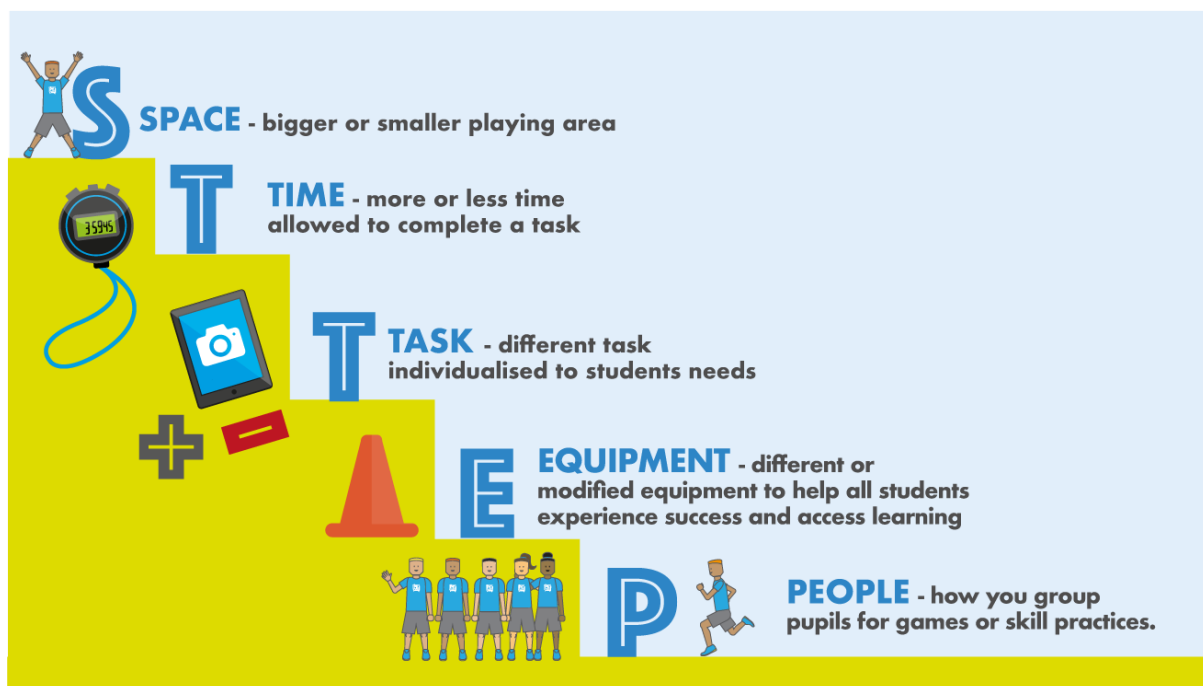 S
SPACE - bigger or smaller playing area
T
TIME - more or less time
allowed to complete a task
35945
T
TASK - different task
individualised to students needs
E
EQUIPMENT - different or
modified equipment to help all students
experience success and access learning
P
PEOPLE - how you group
pupils for games or skill practices.